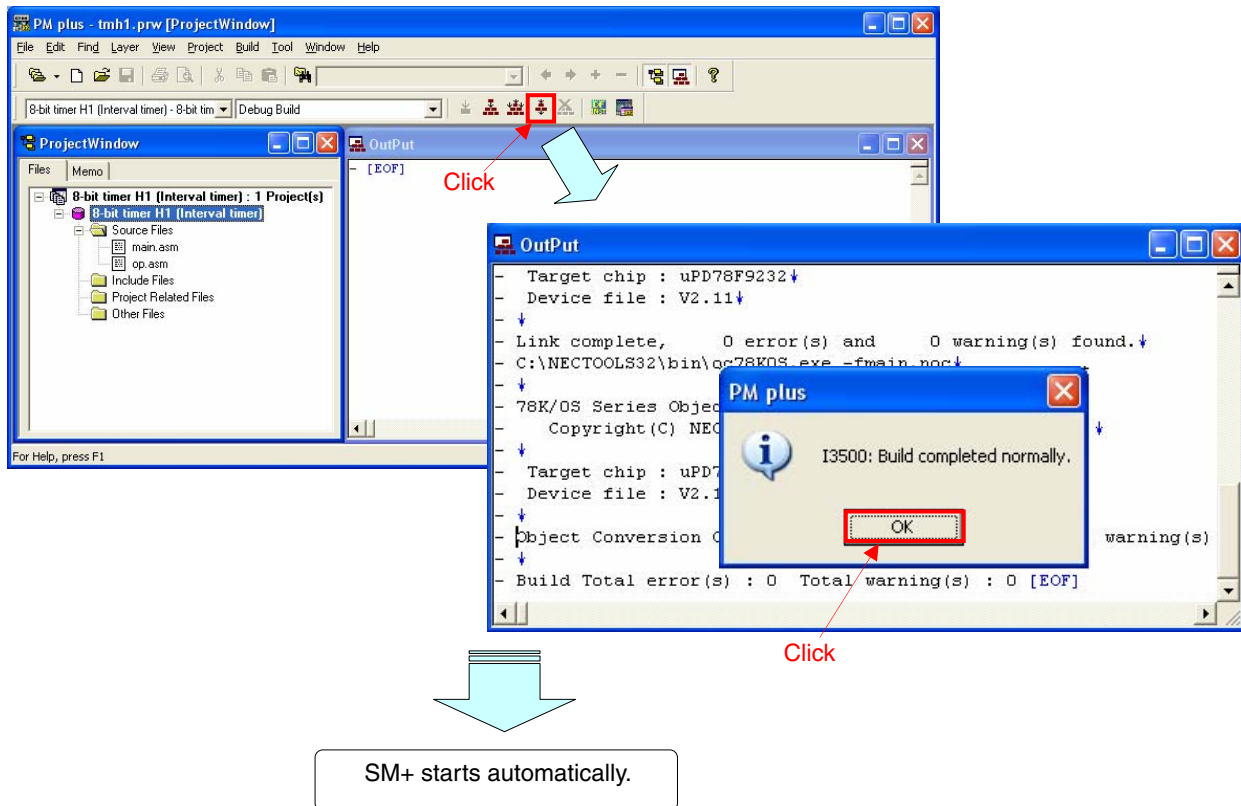 PM plus - tmh1.prw [ProjectWindow]
File Edit Find Layer View Project Build Tool Window Help
8-bit timer H1 (Interval timer) - 8-bit tim Debug Build
ProjectWindow
Files Memo
8-bit timer H1 (Interval timer) : 1 Project(s)
8-bit timer H1 (Interval timer)
Source Files
main.asm
op.asm
Include Files
Project Related Files
Other Files
For Help, press F1
OutPut
- [EOF]
Click
OutPut
- Target chip : uPD78F9232↓
- Device file : V2.11↓
- ↓
- Link complete, 0 error(s) and 0 warning(s) found.↓
- C:\NECTOOLS32\bin\oc78K0S.exe -fmain.poc↓
- ↓
- 78K/0S Series Objec
- Copyright(C) NEC ↓
- ↓
- Target chip : uPD7
- Device file : V2.1
- ↓
- Object Conversion C warning(s)
- ↓
- Build Total error(s) : 0 Total warning(s) : 0 [EOF]
PM plus
I3500: Build completed normally.
OK
Click
SM+ starts automatically.